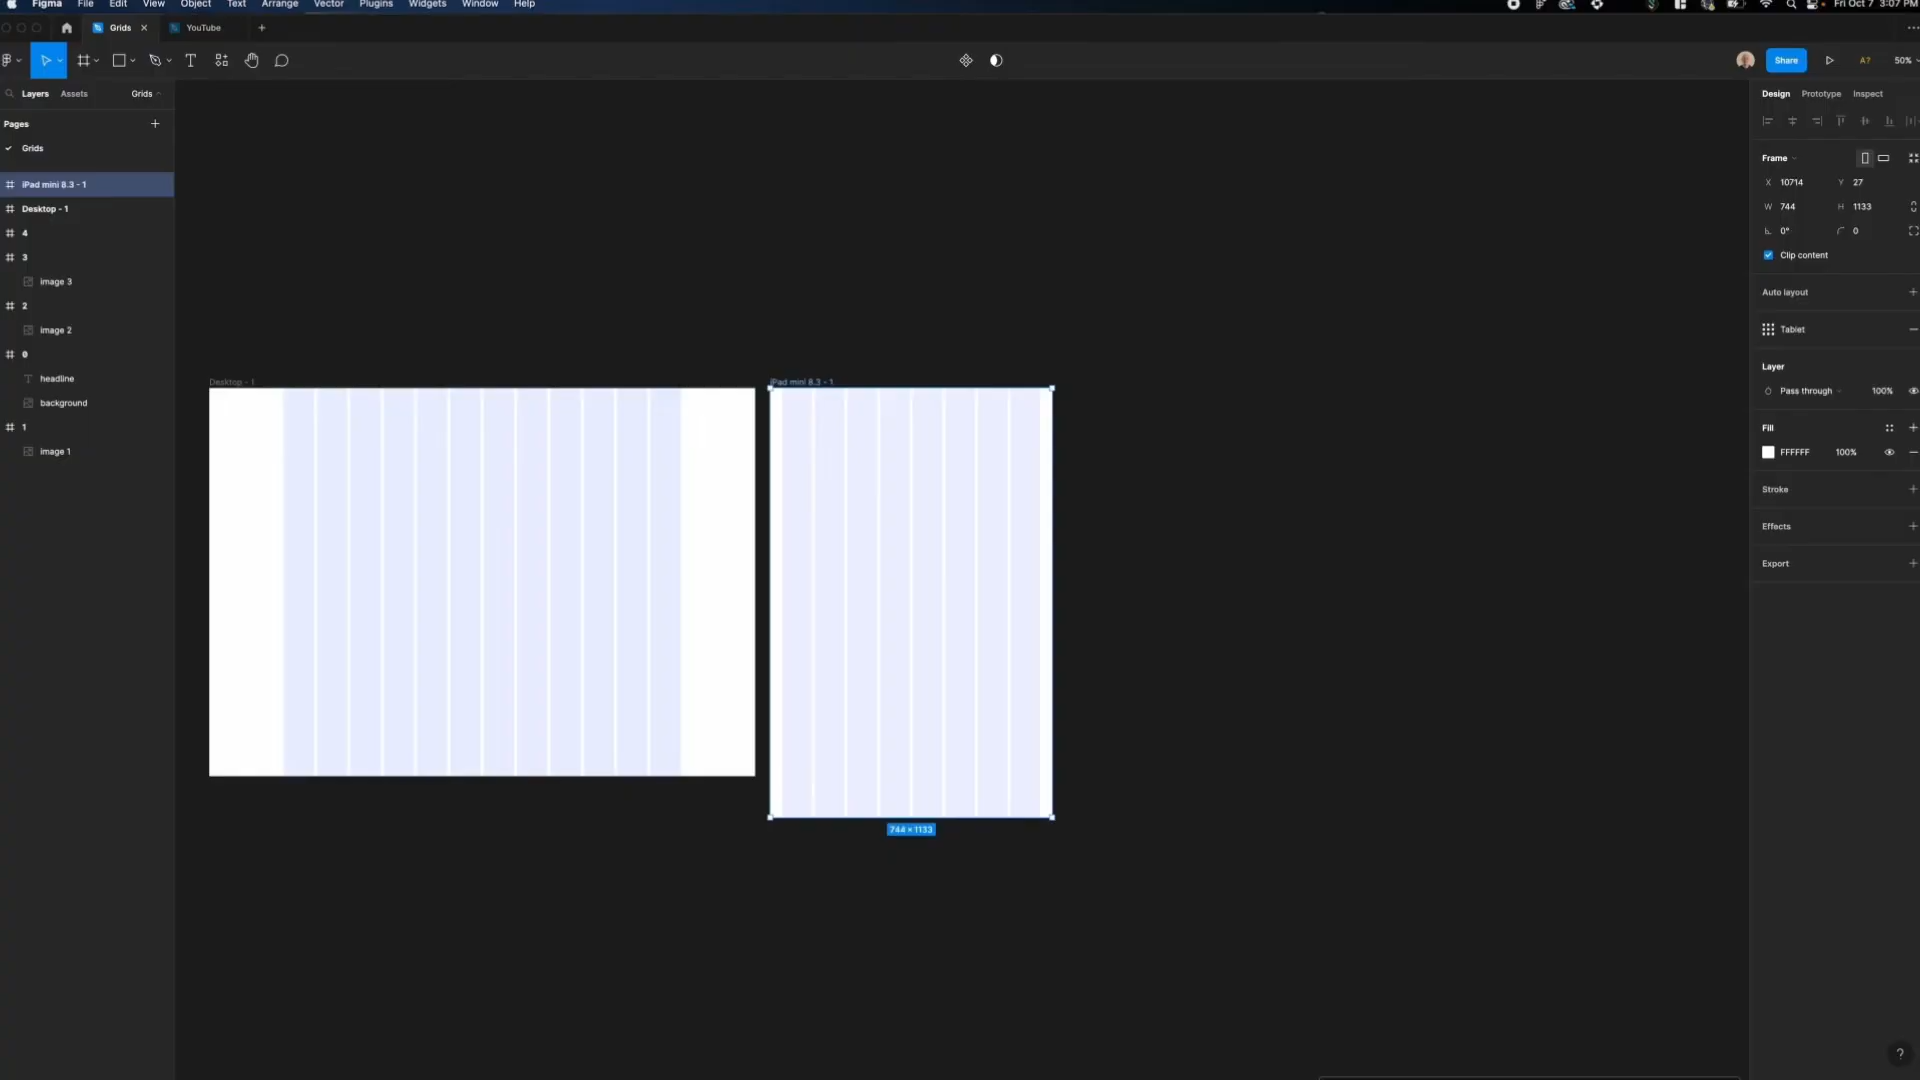 Figma File Edit View Object Text Arrange Vector Plugins Widgets Window Help Fri Oct 7 3:07 PM
Grids YouTube
Share A? 50%
Layers Assets Grids Design Prototype Inspect
Pages
Grids
Frame
iPad mini 8.3 - 1 X 10714 Y 27
Desktop - 1 W 744 H 1133
4 0° 0
3 Clip content
image 3
Auto layout
2
image 2 Tablet
0
Layer
headline
Pass through 100%
background
1 Fill
image 1 FFFFFF 100%
Stroke
Effects
Export
Desktop - 1 iPad mini 8.3 - 1
744 × 1133
?